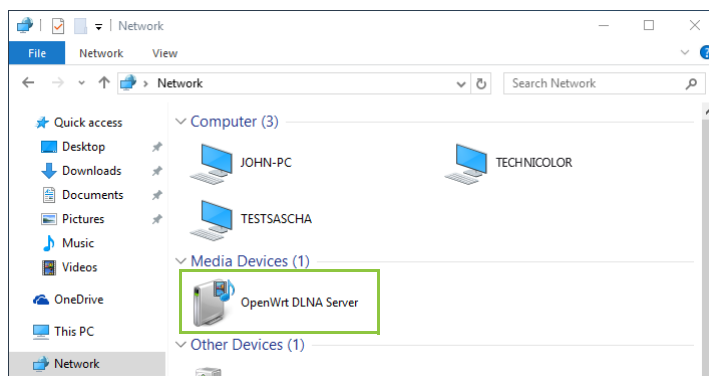 Network
File Network View
Network Search Network
Quick access
Desktop
Downloads
Documents
Pictures
Music
Videos
OneDrive
This PC
Network
Computer (3)
JOHN-PC TECHNICOLOR
TESTSASCHA
Media Devices (1)
OpenWrt DLNA Server
Other Devices (1)